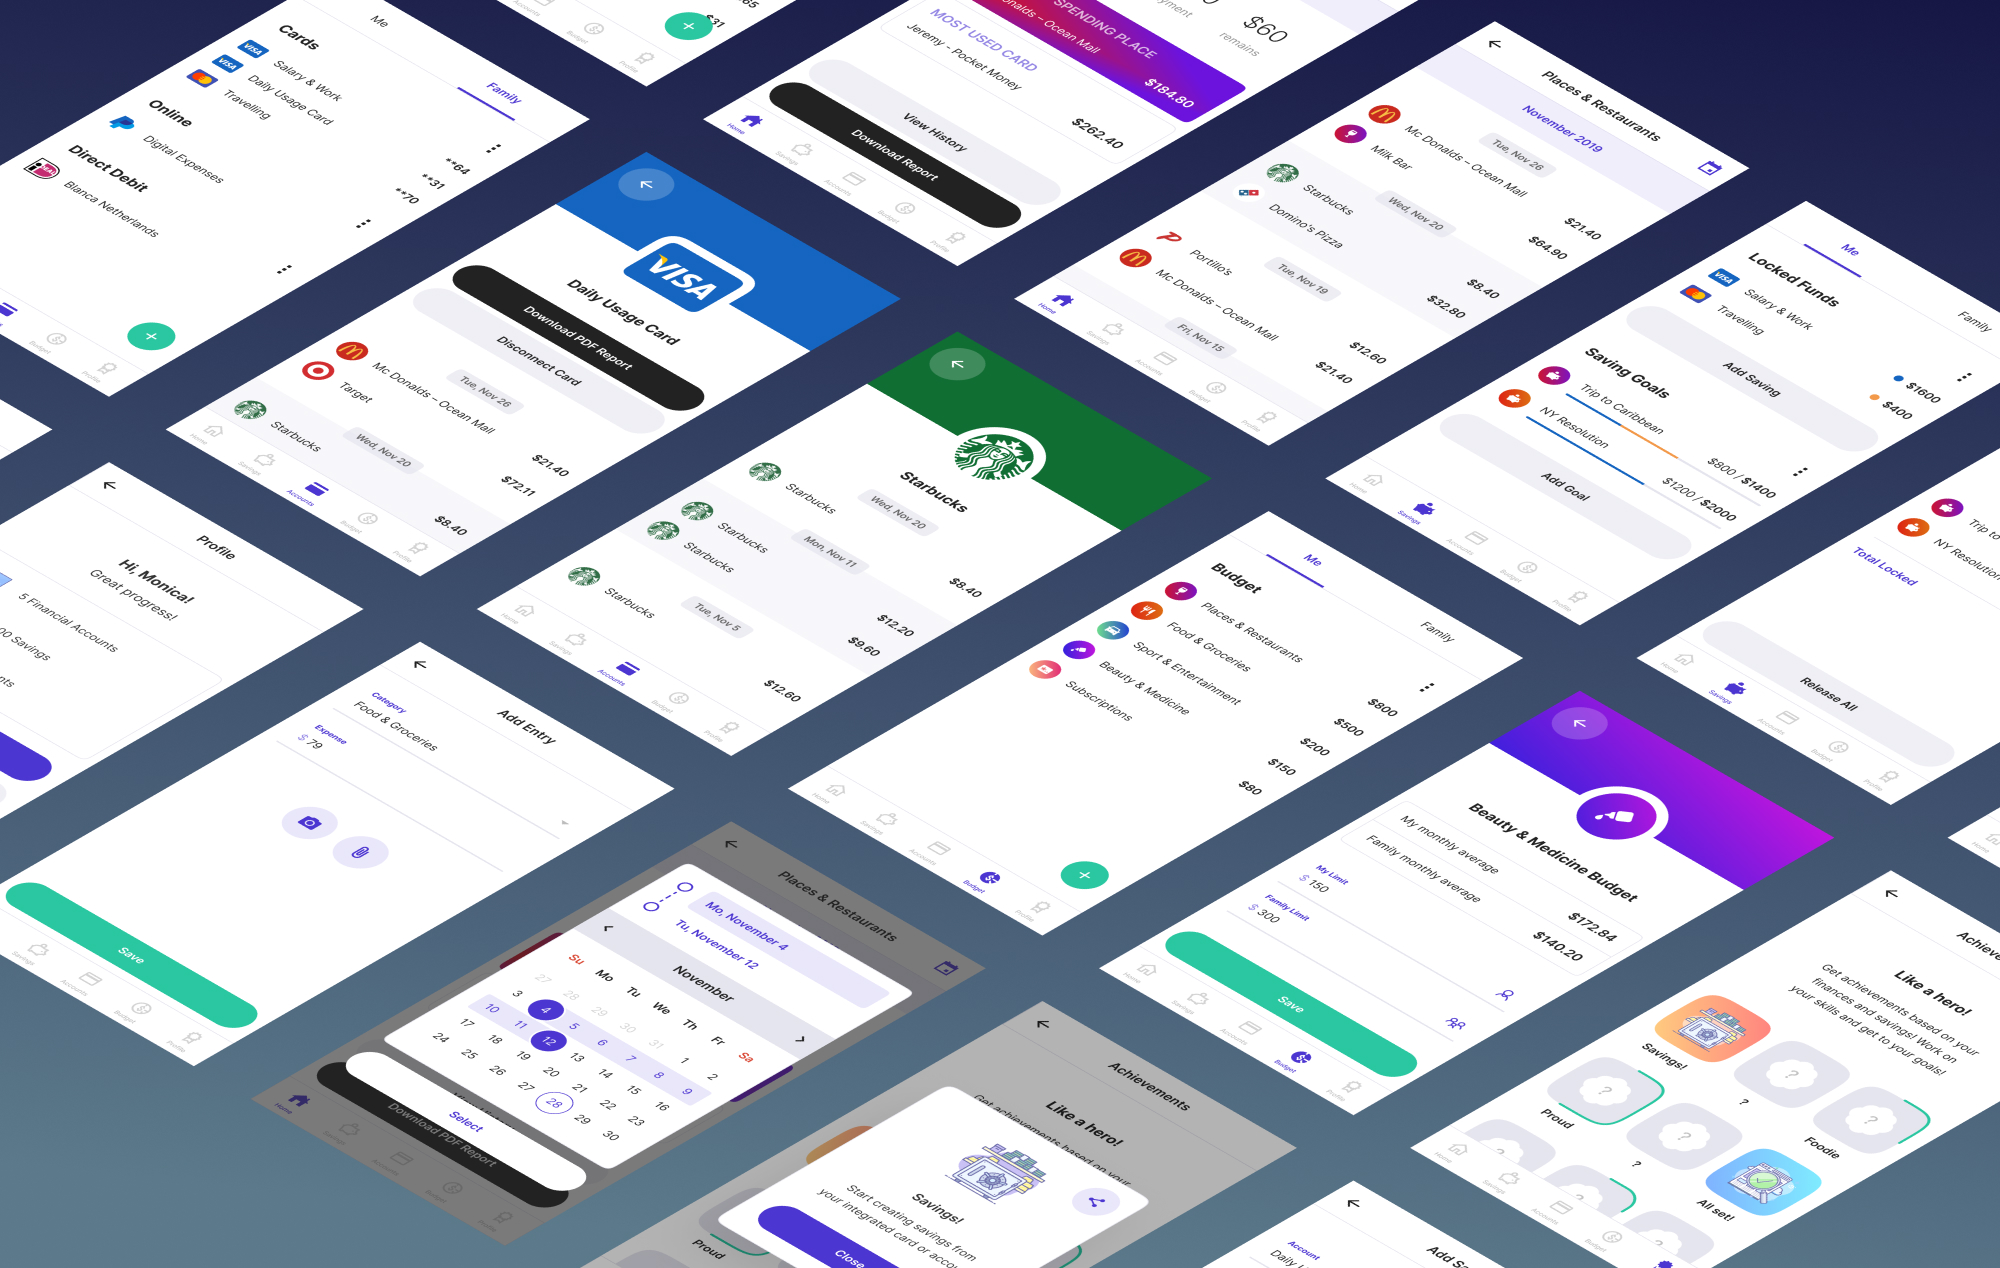 Me
Family
Cards
VISA
Salary & Work
**64
VISA
Daily Usage Card
**31
Travelling
**70
Online
Digital Expenses
Direct Debit
Blanca Netherlands
Budget
Profile
Accounts
Budget
Profile
$31
SPENDING PLACE
$184.80
MOST USED CARD
Jeremy - Pocket Money
$262.40
View History
Download Report
Home
Savings
Accounts
Budget
Profile
$60
remains
Places & Restaurants
November 2019
Tue, Nov 26
Mc Donalds – Ocean Mall
$21.40
Milk Bar
$64.90
Wed, Nov 20
Starbucks
$8.40
Domino's Pizza
$32.80
Tue, Nov 19
Portillo's
$12.60
Mc Donalds – Ocean Mall
$21.40
Fri, Nov 15
Home
Savings
Accounts
Budget
Profile
VISA
Daily Usage Card
Download PDF Report
Disconnect Card
Tue, Nov 26
Mc Donalds – Ocean Mall
$21.40
Target
$72.11
Wed, Nov 20
Starbucks
$8.40
Home
Savings
Accounts
Budget
Profile
Starbucks
Wed, Nov 20
Starbucks
$8.40
Mon, Nov 11
Starbucks
$12.20
Starbucks
$9.60
Tue, Nov 5
Starbucks
$12.60
Home
Savings
Accounts
Budget
Profile
Me
Family
Locked Funds
VISA
Salary & Work
$1600
Travelling
$400
Add Saving
Saving Goals
Trip to Caribbean
$800 / $1400
NY Resolution
$1200 / $2000
Add Goal
Home
Savings
Accounts
Budget
Profile
Trip to
NY Resolution
Total Locked
Release All
Home
Savings
Accounts
Budget
Profile
Home
Profile
Hi, Monica!
Great progress!
5 Financial Accounts
00 Savings
nts
Add Entry
Category
Food & Groceries
Expense
$ 79
Save
Savings
Accounts
Budget
Profile
Me
Family
Budget
Places & Restaurants
$800
Food & Groceries
$500
Sport & Entertainment
$200
Beauty & Medicine
$150
Subscriptions
$80
Home
Savings
Accounts
Budget
Profile
Beauty & Medicine Budget
My monthly average
$172.84
Family monthly average
$140.20
My Limit
$ 150
Family Limit
$ 300
Save
Home
Savings
Accounts
Budget
Profile
Places & Restaurants
Mo, November 4
Tu, November 12
November
Su Mo Tu We Th Fr Sa
27 28 29 30 31 1 2
3 4 5 6 7 8 9
10 11 12 13 14 15 16
17 18 19 20 21 22 23
24 25 26 27 28 29 30
Select
Download PDF Report
Home
Savings
Accounts
Budget
Profile
Achievements
Like a hero!
Get achievements based on your
Savings!
Start creating savings from
your integrated card or accou
Close
Proud
Achieve
Like a hero!
Get achievements based on your
finances and savings! Work on
your skills and get to your goals!
Savings!
?
?
Foodie
?
Proud
?
?
All set!
?
?
?
Home
Savings
Accounts
Budget
Add Sa
Account
Daily U